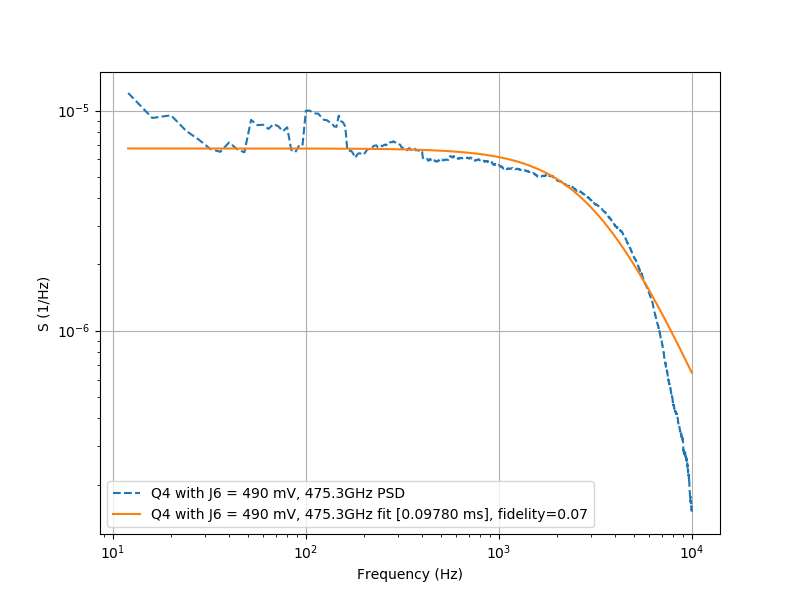 10⁻⁵
10⁻⁶
S (1/Hz)
Q4 with J6 = 490 mV, 475.3GHz PSD
Q4 with J6 = 490 mV, 475.3GHz fit [0.09780 ms], fidelity=0.07
10¹ 10² 10³ 10⁴
Frequency (Hz)